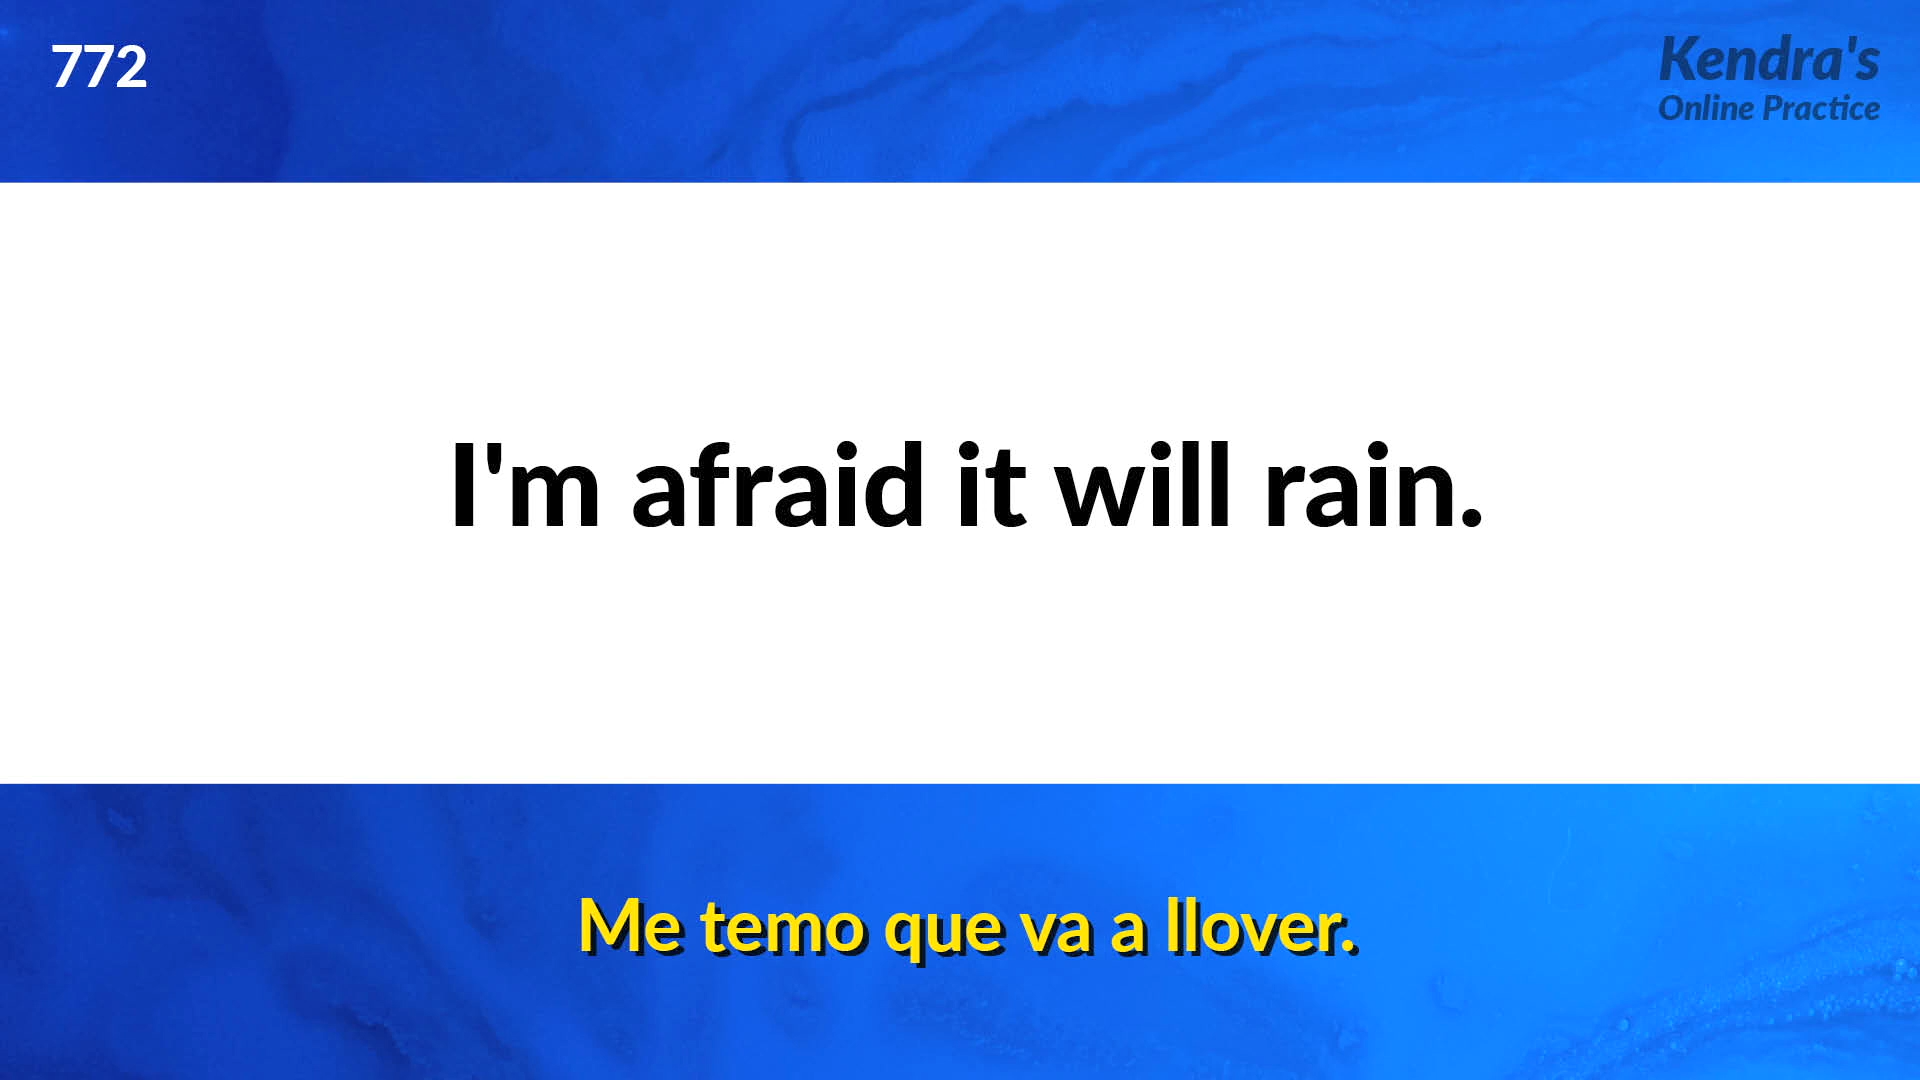 772
Kendra's
Online Practice
I'm afraid it will rain.
Me temo que va a llover.